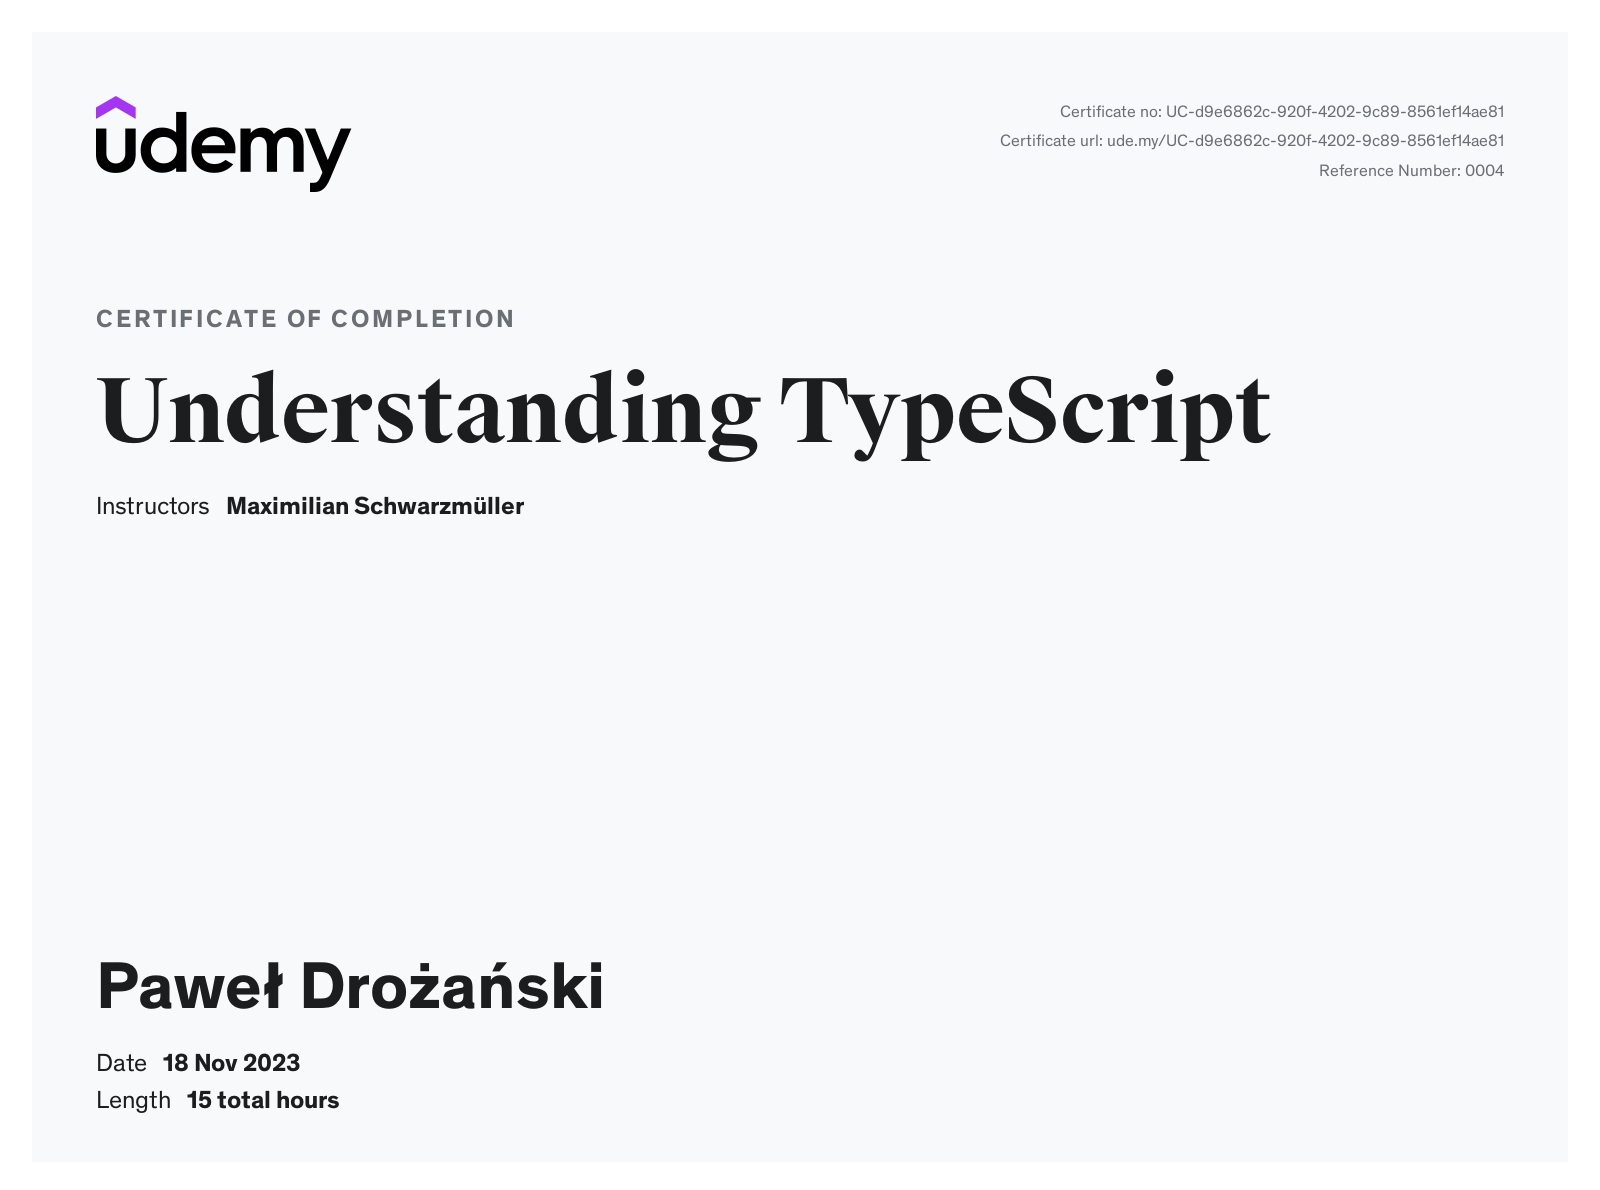 udemy
Certificate no: UC-d9e6862c-920f-4202-9c89-8561ef14ae81
Certificate url: ude.my/UC-d9e6862c-920f-4202-9c89-8561ef14ae81
Reference Number: 0004
CERTIFICATE OF COMPLETION
Understanding TypeScript
Instructors Maximilian Schwarzmüller
Paweł Drożański
Date 18 Nov 2023
Length 15 total hours